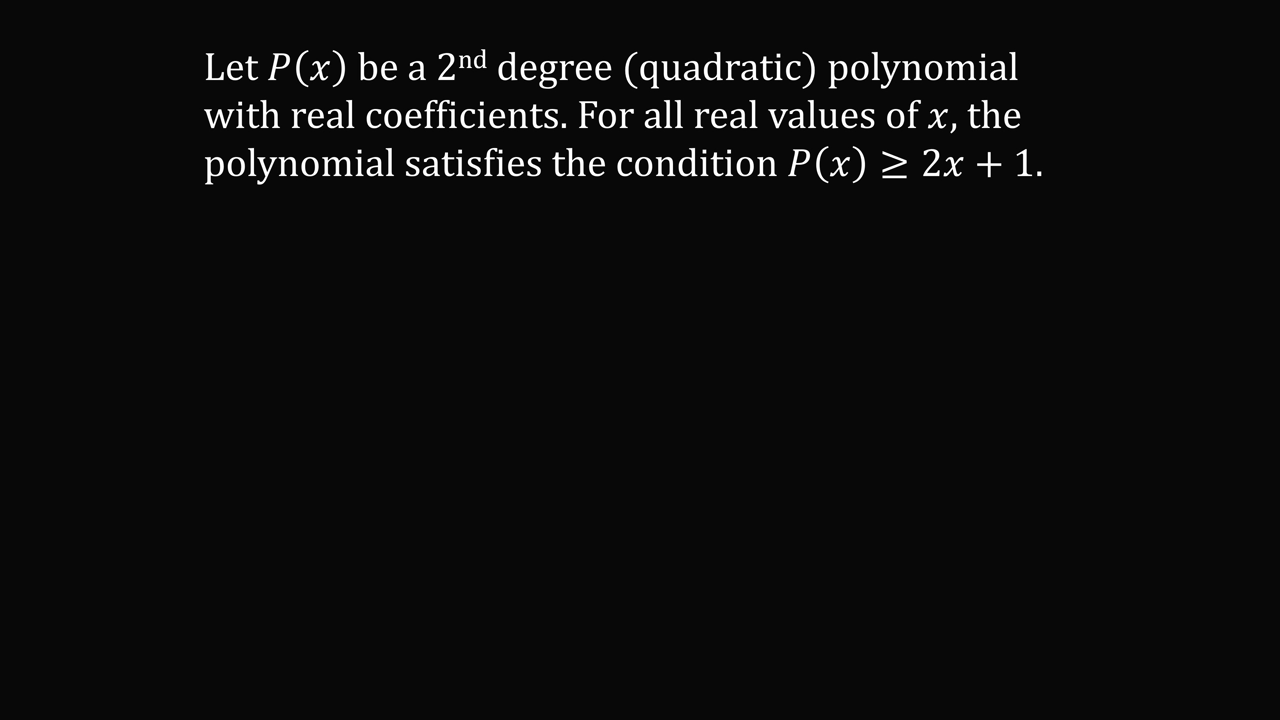 Let P(x) be a 2ⁿᵈ degree (quadratic) polynomial
with real coefficients. For all real values of x, the
polynomial satisfies the condition P(x) ≥ 2x + 1.